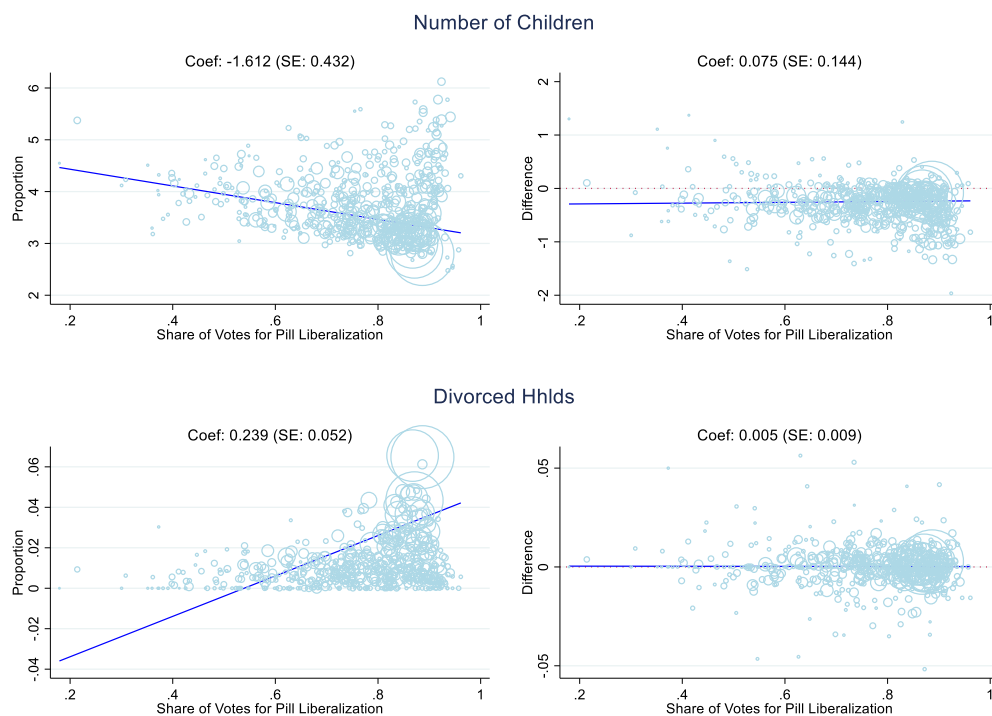 Number of Children
Coef: -1.612 (SE: 0.432)
Proportion
6
5
4
3
2
.2 .4 .6 .8 1
Share of Votes for Pill Liberalization
Coef: 0.075 (SE: 0.144)
Difference
2
1
0
-1
-2
.2 .4 .6 .8 1
Share of Votes for Pill Liberalization
Divorced Hhlds
Coef: 0.239 (SE: 0.052)
Proportion
.06
.04
.02
0
-.02
-.04
.2 .4 .6 .8 1
Share of Votes for Pill Liberalization
Coef: 0.005 (SE: 0.009)
Difference
.05
0
-.05
.2 .4 .6 .8 1
Share of Votes for Pill Liberalization